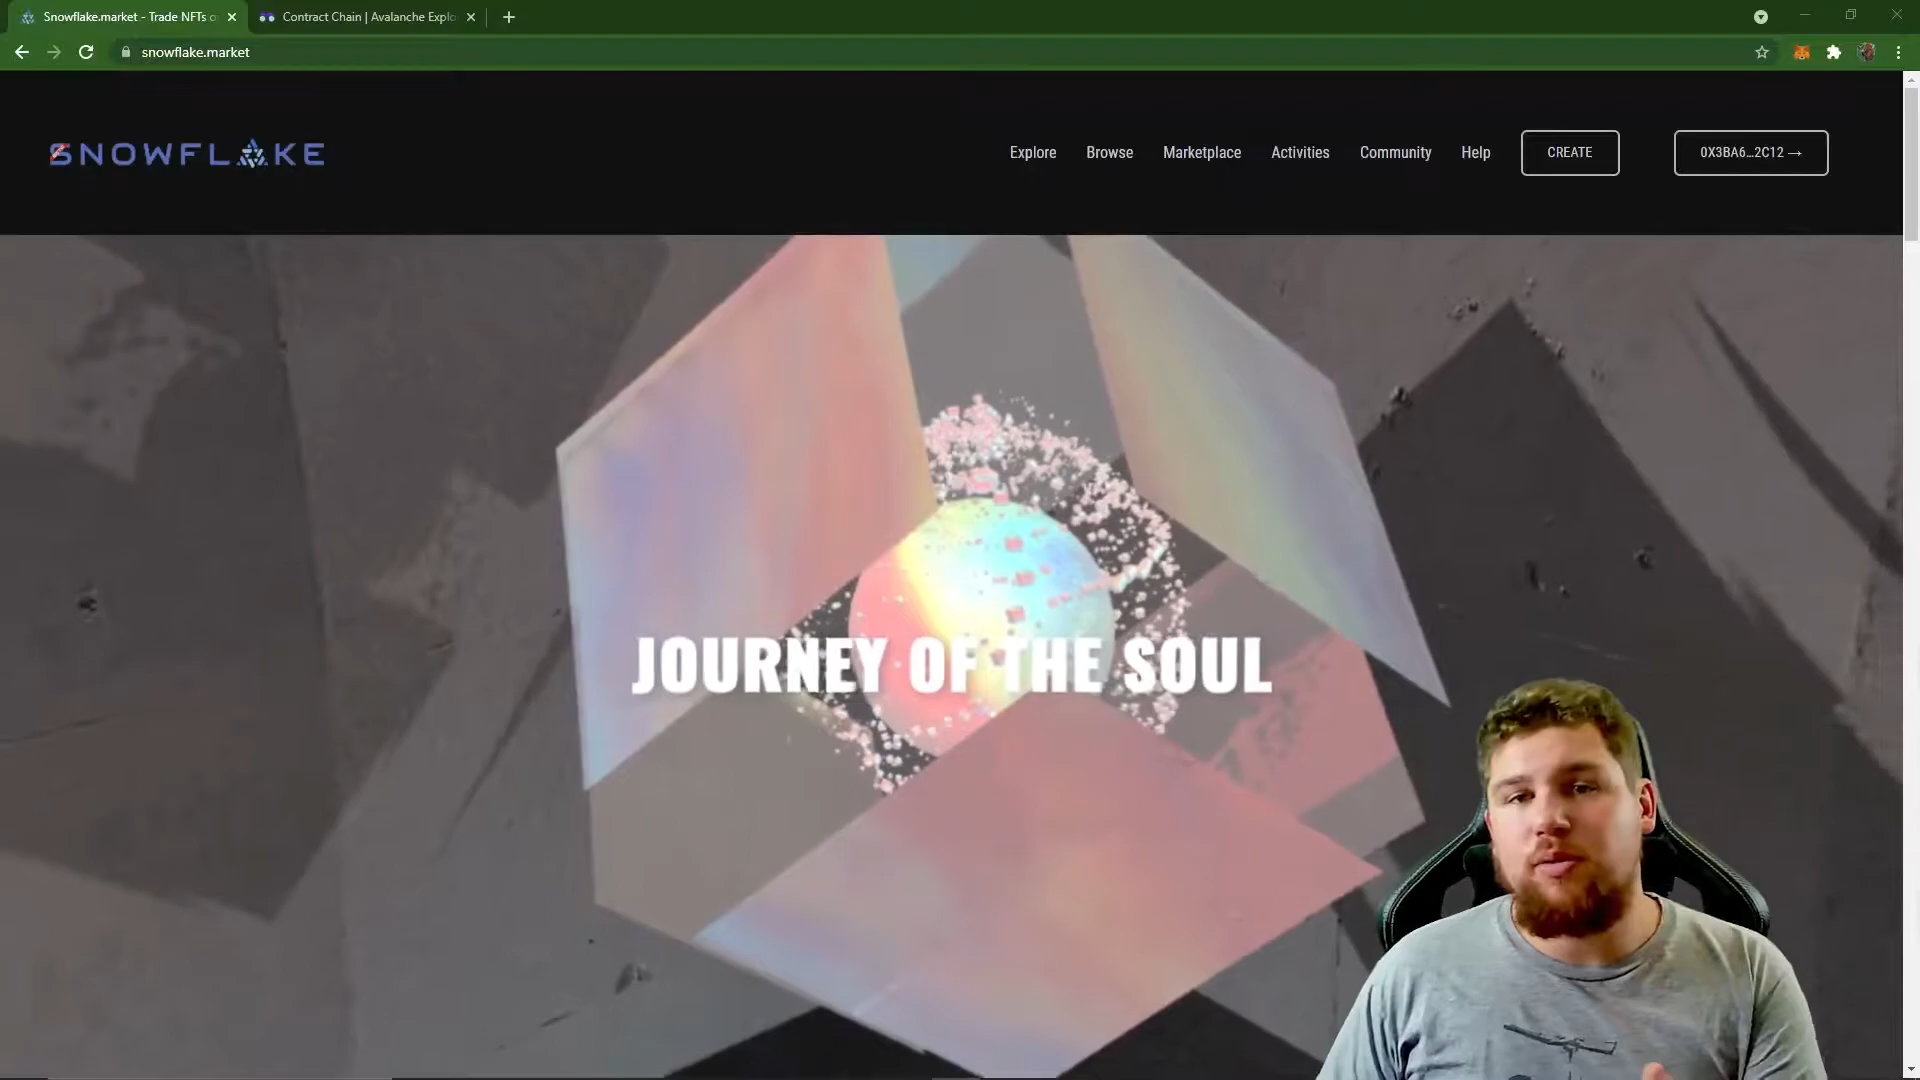 Snowflake.market - Trade NFTs o
Contract Chain | Avalanche Explo
snowflake.market
SNOWFLAKE
Explore
Browse
Marketplace
Activities
Community
Help
CREATE
0X3BA6...2C12 →
JOURNEY OF THE SOUL